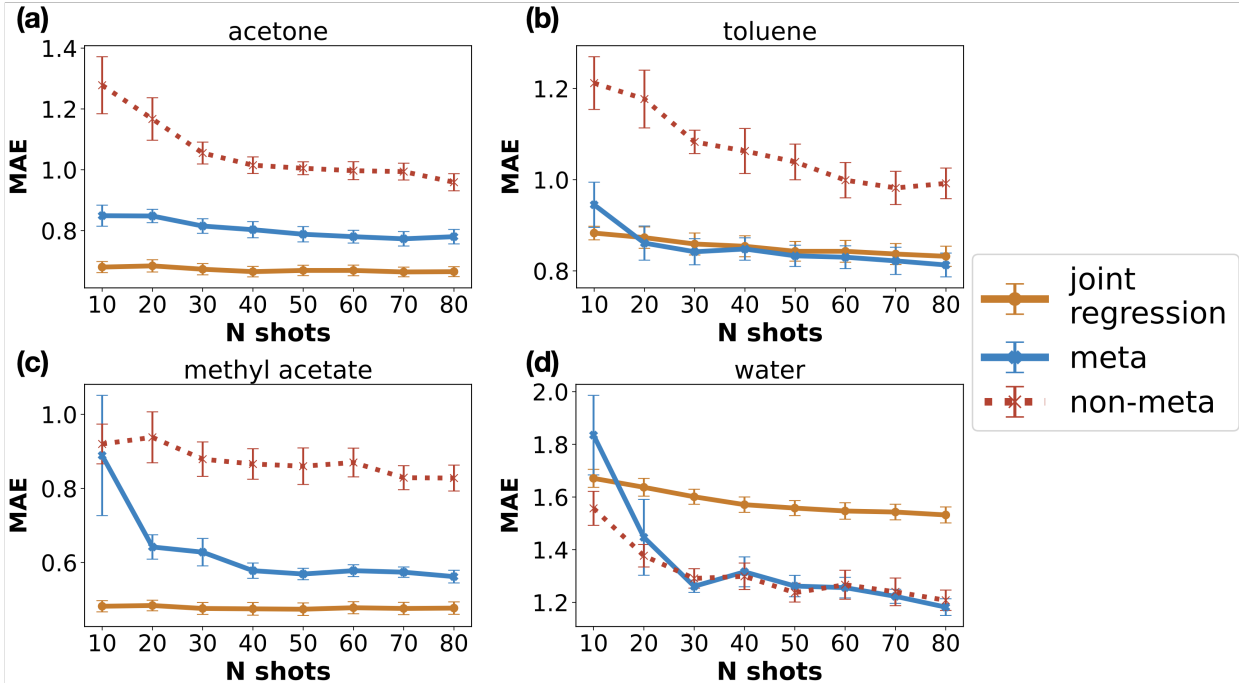 (a)
acetone
1.4
1.2
1.0
0.8
MAE
10 20 30 40 50 60 70 80
N shots
(b)
toluene
1.2
1.0
0.8
MAE
10 20 30 40 50 60 70 80
N shots
(c)
methyl acetate
1.0
0.8
0.6
MAE
10 20 30 40 50 60 70 80
N shots
(d)
water
2.0
1.8
1.6
1.4
1.2
MAE
10 20 30 40 50 60 70 80
N shots
joint
regression
meta
non-meta